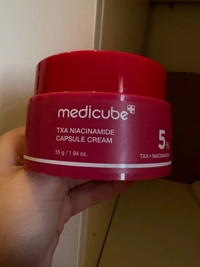 medicube
TXA NIACINAMIDE
CAPSULE CREAM
55 g / 1.94 oz.
5%
TXA + NIACINAMIDE